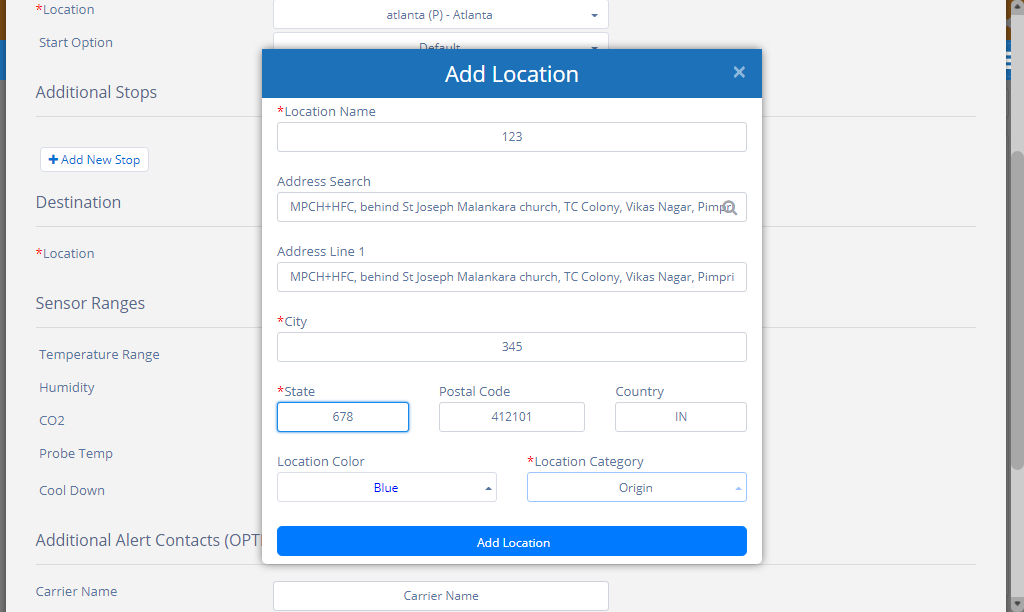 *Location
atlanta (P) - Atlanta
Start Option
Default
Additional Stops
Add New Stop
Destination
*Location
Sensor Ranges
Temperature Range
Humidity
CO2
Probe Temp
Cool Down
Additional Alert Contacts (OPT
Carrier Name
Carrier Name
Add Location
×
*Location Name
123
Address Search
MPCH+HFC, behind St Joseph Malankara church, TC Colony, Vikas Nagar, Pimpri
Address Line 1
MPCH+HFC, behind St Joseph Malankara church, TC Colony, Vikas Nagar, Pimpri
*City
345
*State
Postal Code
Country
678
412101
IN
Location Color
*Location Category
Blue
Origin
Add Location